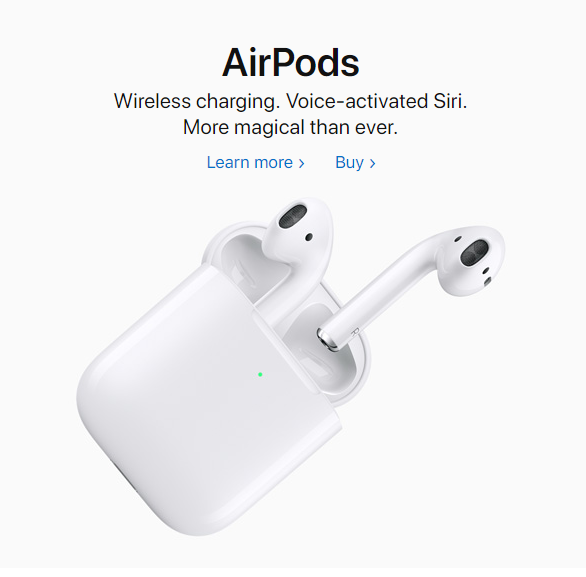 AirPods
Wireless charging. Voice-activated Siri.
More magical than ever.
Learn more › Buy ›